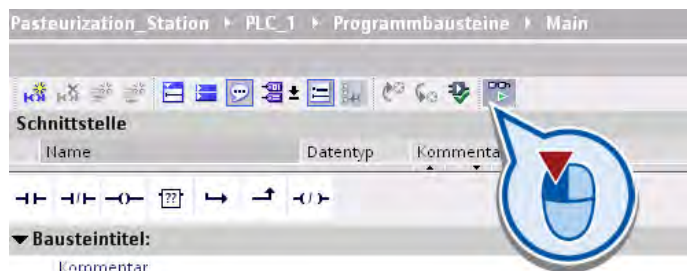 Pasteurization_Station ▸ PLC_1 ▸ Programmbausteine ▸ Main
Schnittstelle
Name Datentyp Kommenta
??
Bausteintitel:
Kommentar